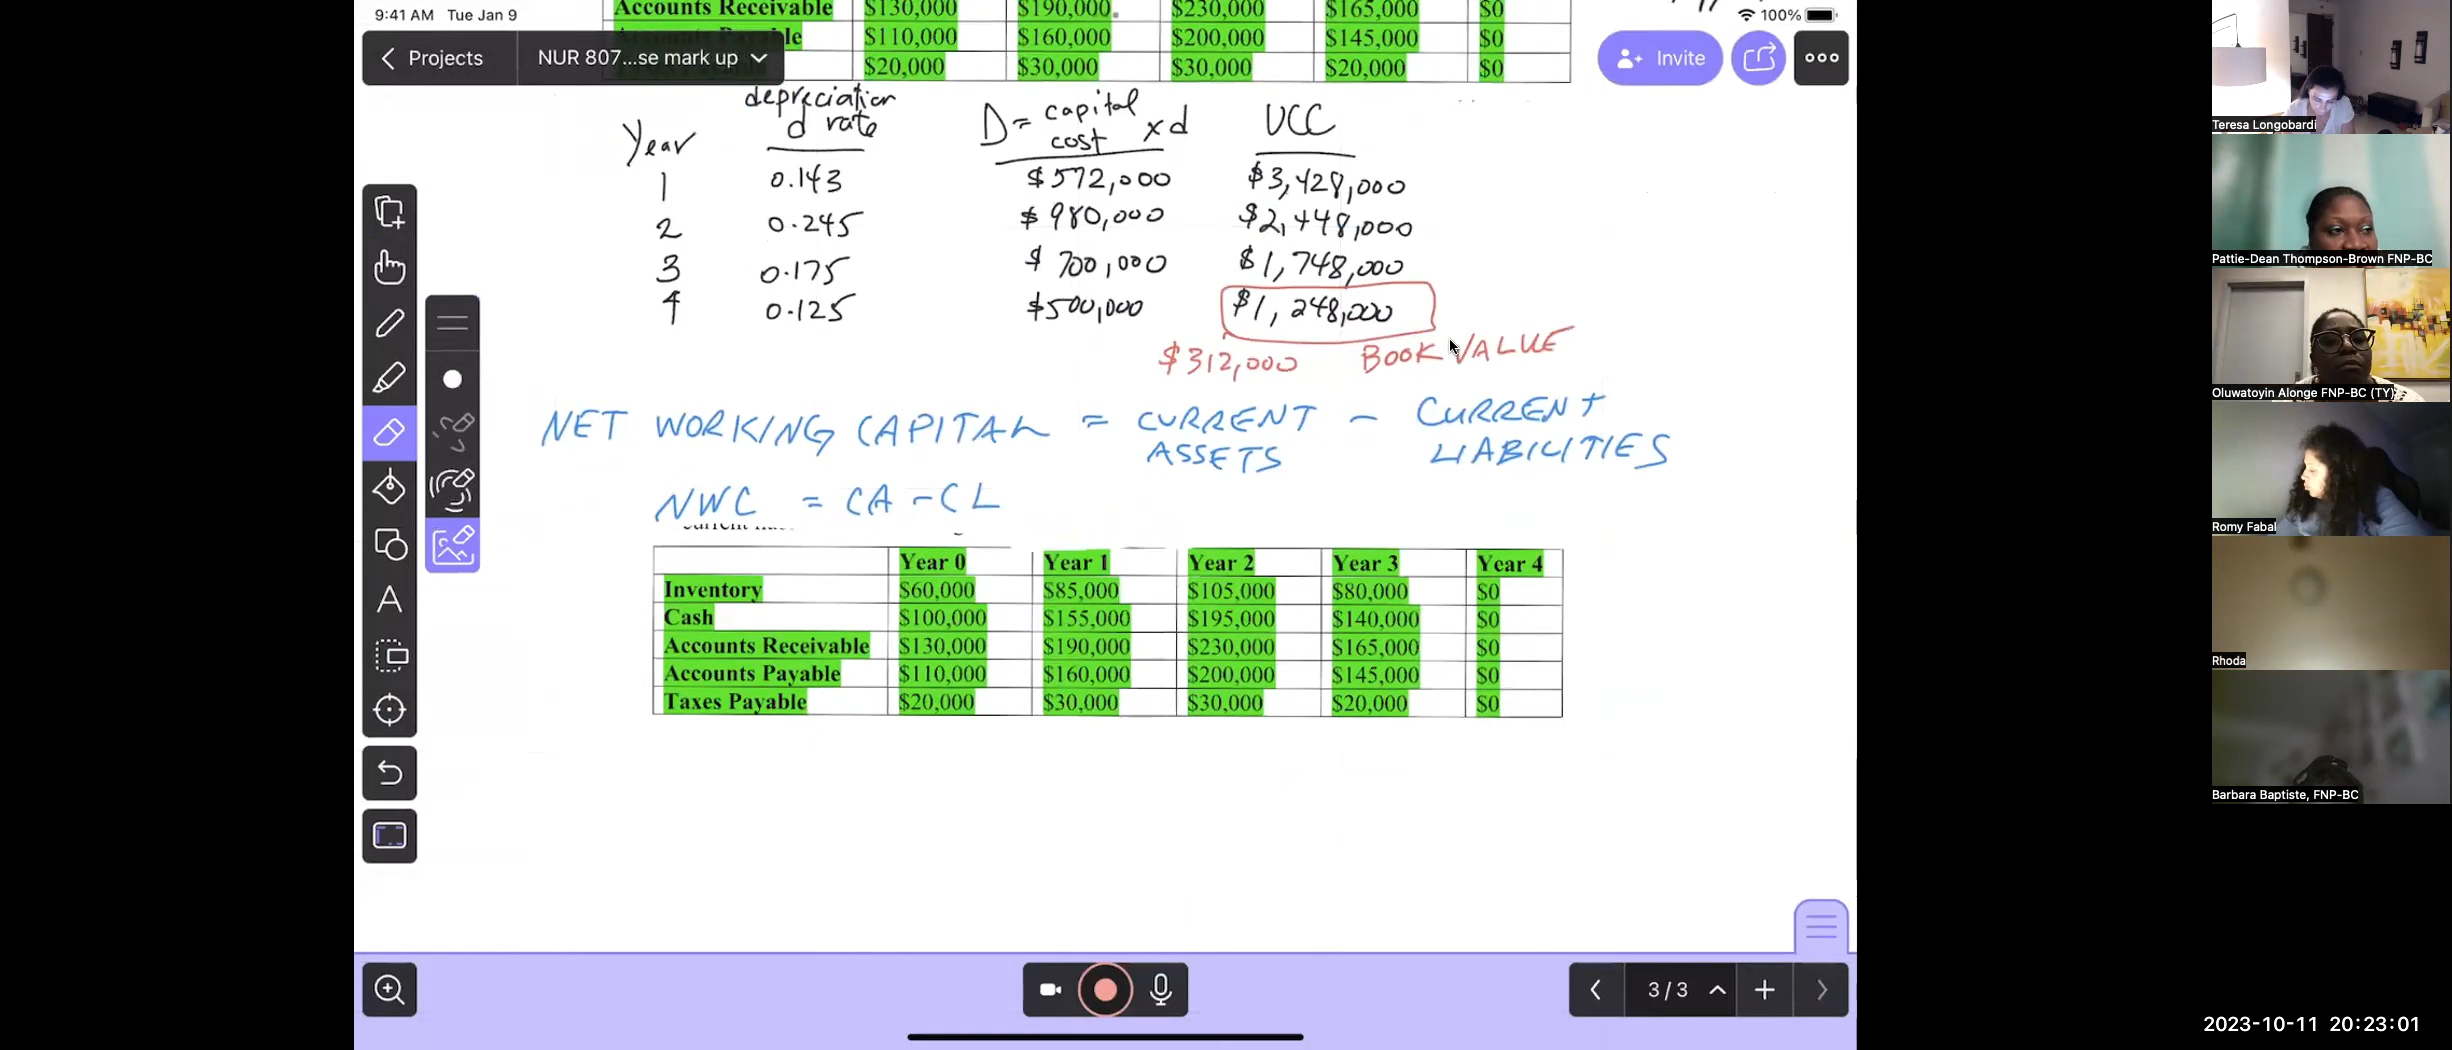 9:41 AM Tue Jan 9
100%
Accounts Receivable $130,000 $190,000 $230,000 $165,000 $0
$110,000 $160,000 $200,000 $145,000 $0
$20,000 $30,000 $30,000 $20,000 $0
Projects
NUR 807...se mark up
Invite
Year depreciation d rate D = capital cost x d UCC
1 0.143 $572,000 $3,428,000
2 0.245 $980,000 $2,448,000
3 0.175 $700,000 $1,748,000
4 0.125 $500,000 $1,248,000
$312,000 BOOK VALUE
NET WORKING CAPITAL = CURRENT ASSETS - CURRENT LIABILITIES
NWC = CA - CL
Year 0 Year 1 Year 2 Year 3 Year 4
Inventory $60,000 $85,000 $105,000 $80,000 $0
Cash $100,000 $155,000 $195,000 $140,000 $0
Accounts Receivable $130,000 $190,000 $230,000 $165,000 $0
Accounts Payable $110,000 $160,000 $200,000 $145,000 $0
Taxes Payable $20,000 $30,000 $30,000 $20,000 $0
3/3
Teresa Longobardi
Pattie-Dean Thompson-Brown FNP-BC
Oluwatoyin Alonge FNP-BC (TY)
Romy Fabal
Rhoda
Barbara Baptiste, FNP-BC
2023-10-11 20:23:01